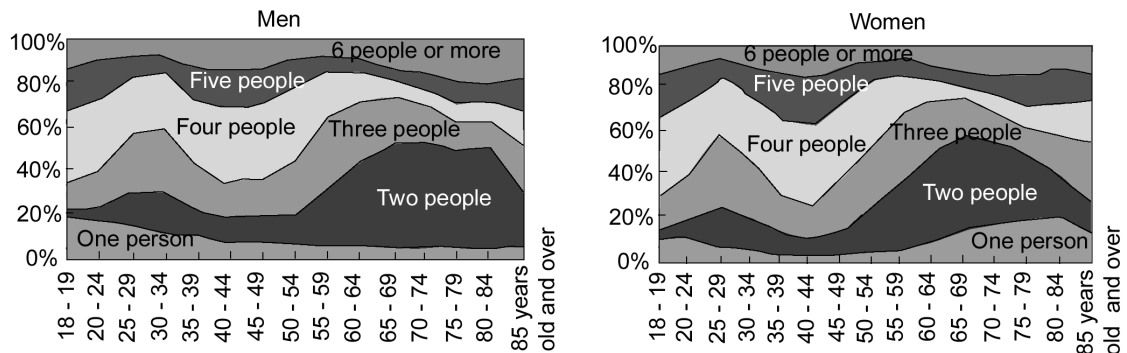 Men
100%
80%
60%
40%
20%
0%
6 people or more
Five people
Four people
Three people
Two people
One person
18 - 19
20 - 24
25 - 29
30 - 34
35 - 39
40 - 44
45 - 49
50 - 54
55 - 59
60 - 64
65 - 69
70 - 74
75 - 79
80 - 84
85 years
old and over
Women
100%
80%
60%
40%
20%
0%
6 people or more
Five people
Four people
Three people
Two people
One person
18 - 19
20 - 24
25 - 29
30 - 34
35 - 39
40 - 44
45 - 49
50 - 54
55 - 59
60 - 64
65 - 69
70 - 74
75 - 79
80 - 84
85 years
old and over